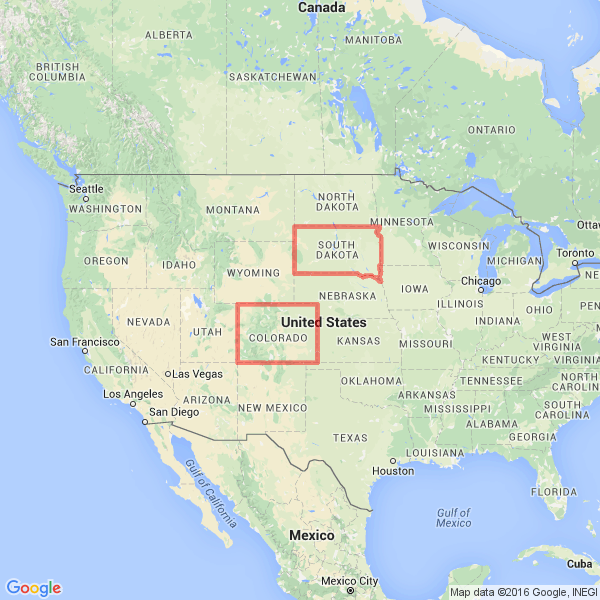 Canada
ALBERTA
MANITOBA
BRITISH
COLUMBIA
SASKATCHEWAN
ONTARIO
Seattle
WASHINGTON
MONTANA
NORTH
DAKOTA
MINNESOTA
Ottawa
OREGON
IDAHO
WYOMING
SOUTH
DAKOTA
WISCONSIN
MICHIGAN
Toronto
NEBRASKA
IOWA
Chicago
ILLINOIS
INDIANA
OHIO
PENN
NEVADA
UTAH
COLORADO
United States
KANSAS
MISSOURI
WEST
VIRGINIA
KENTUCKY
VIRGINIA
San Francisco
CALIFORNIA
Las Vegas
ARIZONA
NEW MEXICO
OKLAHOMA
ARKANSAS
TENNESSEE
NORTH
CAROLINA
Los Angeles
San Diego
MISSISSIPPI
ALABAMA
SOUTH
CAROLINA
GEORGIA
TEXAS
LOUISIANA
Houston
FLORIDA
Gulf of
California
Gulf of
Mexico
Mexico
Mexico City
Cuba
Google
Map data ©2016 Google, INEGI